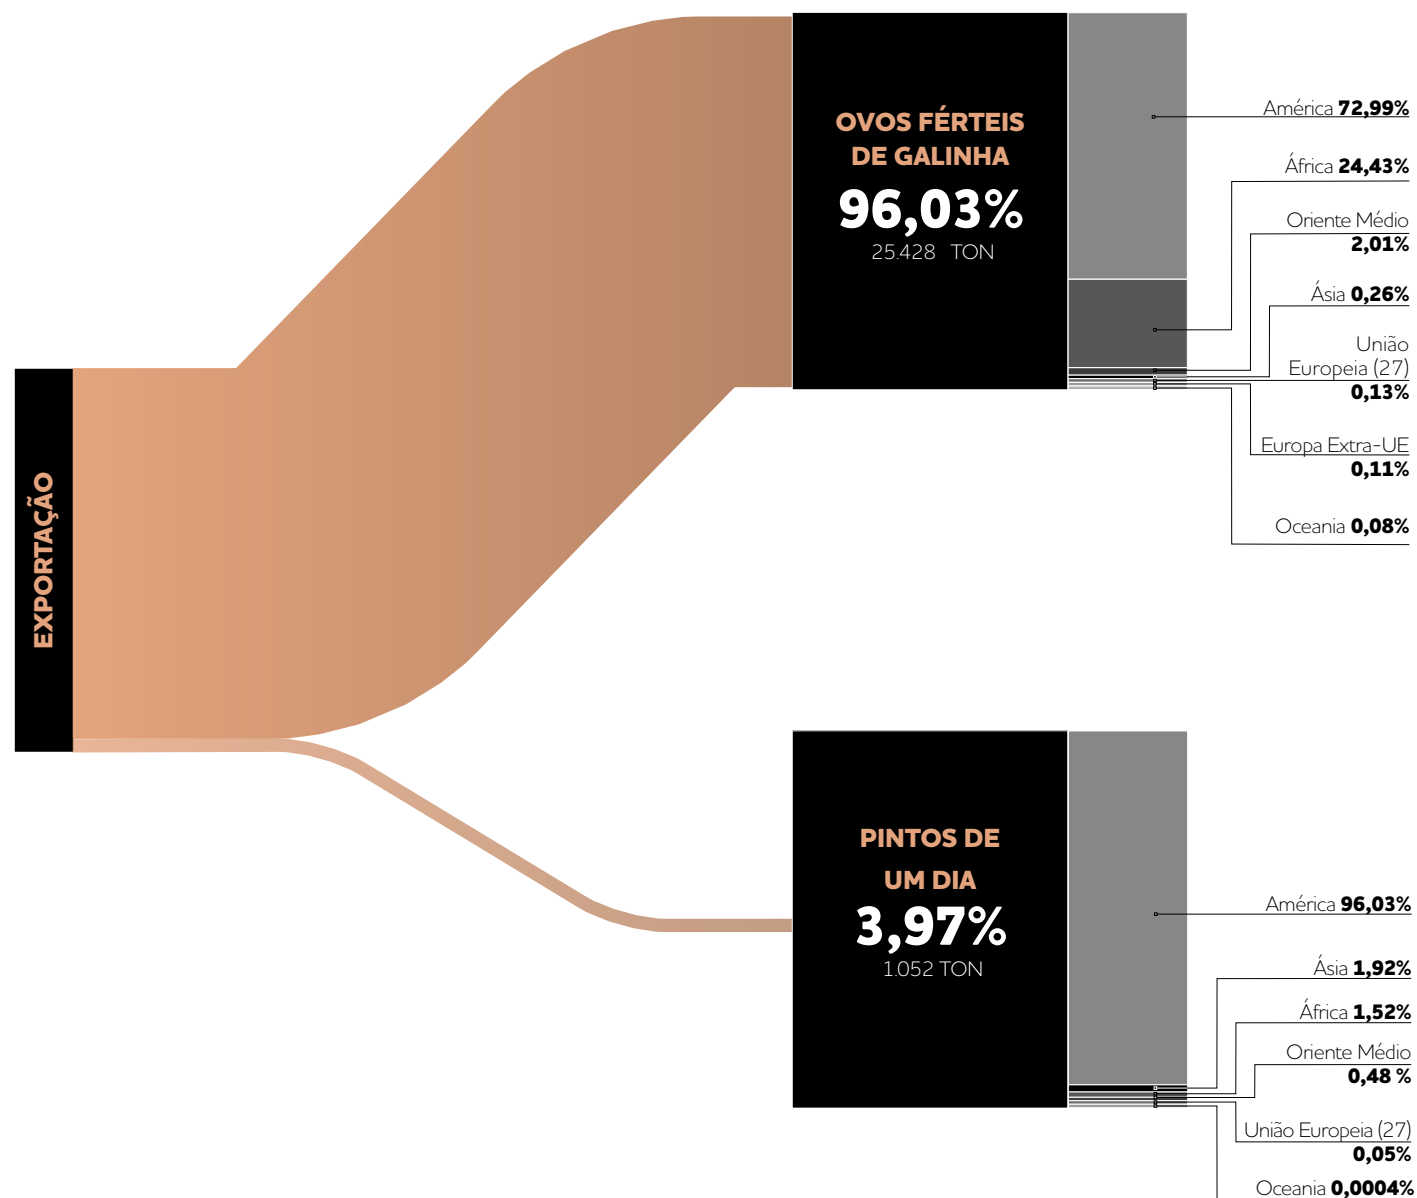 EXPORTAÇÃO
OVOS FÉRTEIS
DE GALINHA
96,03%
25.428 TON
América 72,99%
África 24,43%
Oriente Médio
2,01%
Ásia 0,26%
União
Europeia (27)
0,13%
Europa Extra-UE
0,11%
Oceania 0,08%
PINTOS DE
UM DIA
3,97%
1.052 TON
América 96,03%
Ásia 1,92%
África 1,52%
Oriente Médio
0,48 %
União Europeia (27)
0,05%
Oceania 0,0004%